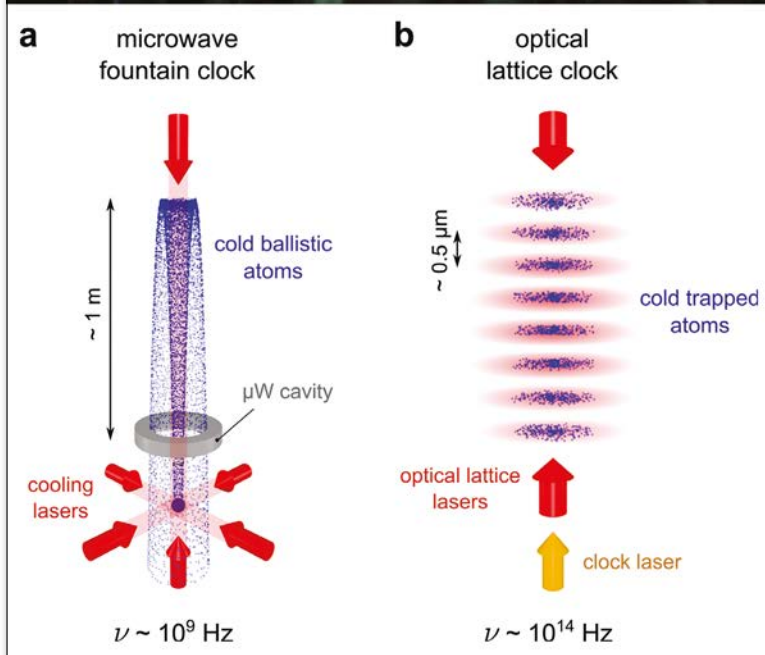 a
microwave
fountain clock
cold ballistic
atoms
~ 1 m
µW cavity
cooling
lasers
ν ~ 10⁹ Hz
b
optical
lattice clock
~ 0.5 µm
cold trapped
atoms
optical lattice
lasers
clock laser
ν ~ 10¹⁴ Hz